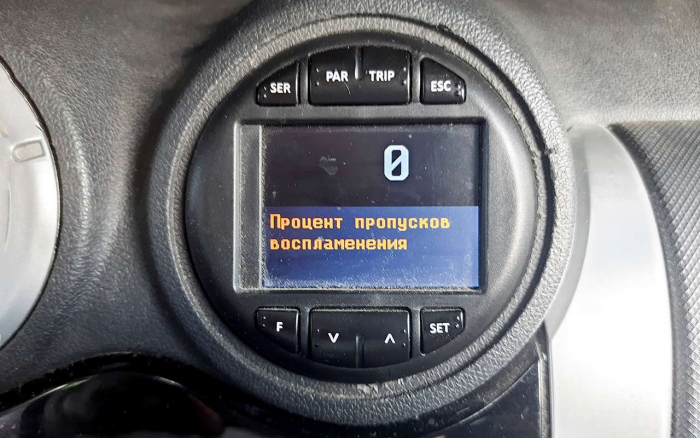 SER PAR TRIP ESC
0
Процент пропусков
воспламенения
F ˅ ˄ SET